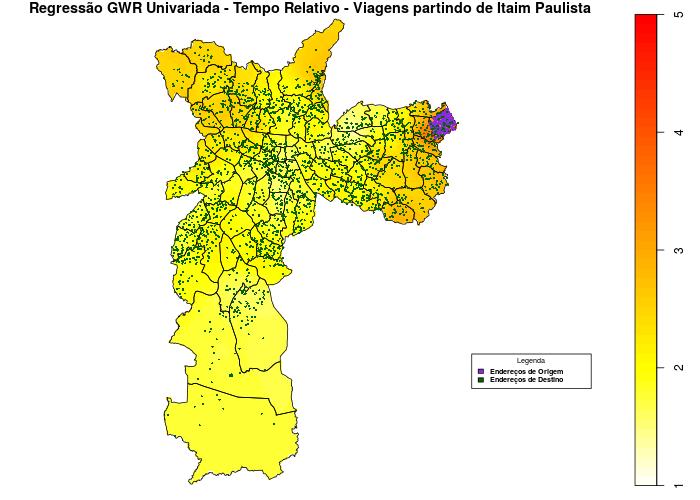 Regressão GWR Univariada - Tempo Relativo - Viagens partindo de Itaim Paulista
5
4
3
2
1
Legenda
Endereços de Origem
Endereços de Destino